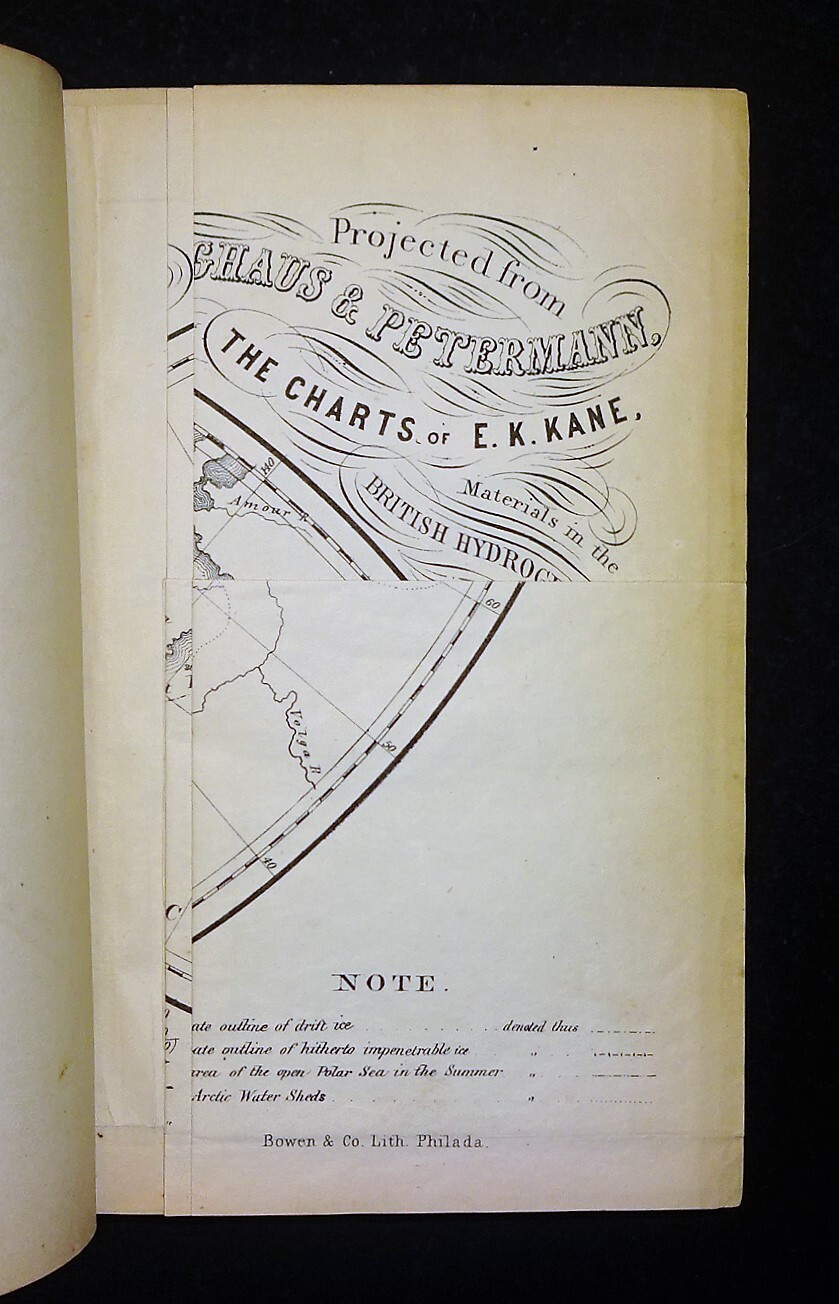 Projected from
GHAUS & PETERMANN,
THE CHARTS OF E. K. KANE,
Materials in the
BRITISH HYDROG
140
Amour R
60
Volga R
50
40
C
NOTE.
ate outline of drift ice . . . . . . . denoted thus
ate outline of hitherto impenetrable ice "
area of the open Polar Sea in the Summer "
Arctic Water Sheds . . . . . . . "
Bowen & Co. Lith. Philada.